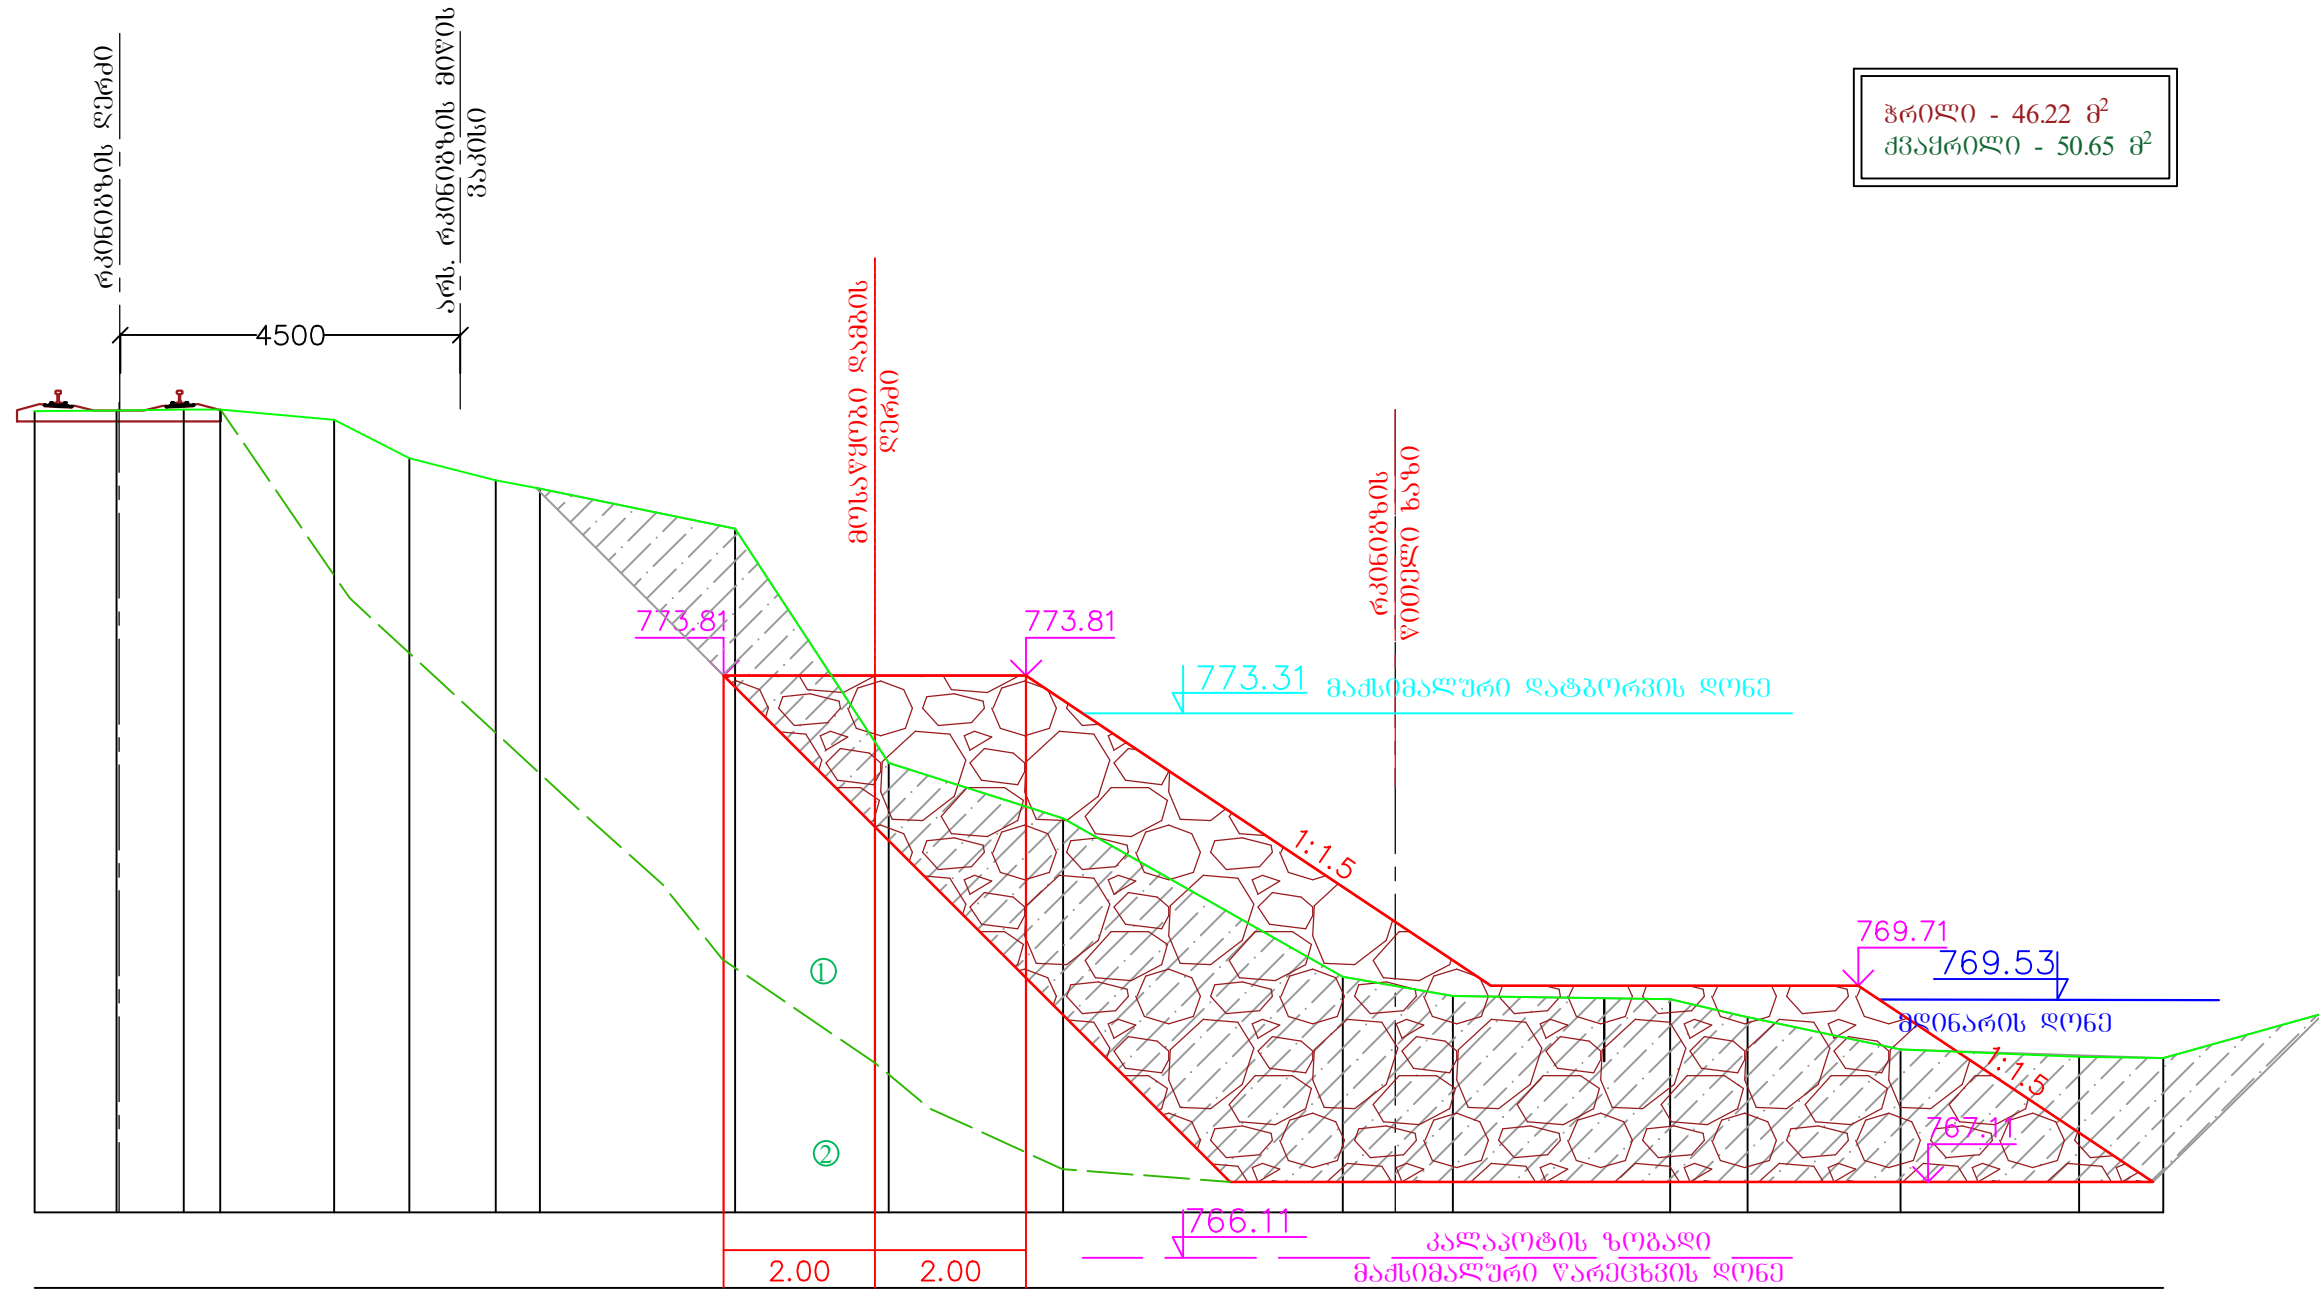 რკინიგზის ღერძი
არს. რკინიგზის მიწის
ვაკისი
4500
ჭრილი - 46.22 მ²
ქვაყრილი - 50.65 მ²
მოსაწყობი დამბის
ღერძი
რკინიგზის
წითელი ხაზი
773.81
773.81
773.31 მაქსიმალური დატბორვის დონე
1:1.5
769.71
769.53
მდინარის დონე
1:1.5
767.11
1
2
766.11
კალაპოტის ზოგადი
მაქსიმალური წარეცხვის დონე
2.00 2.00